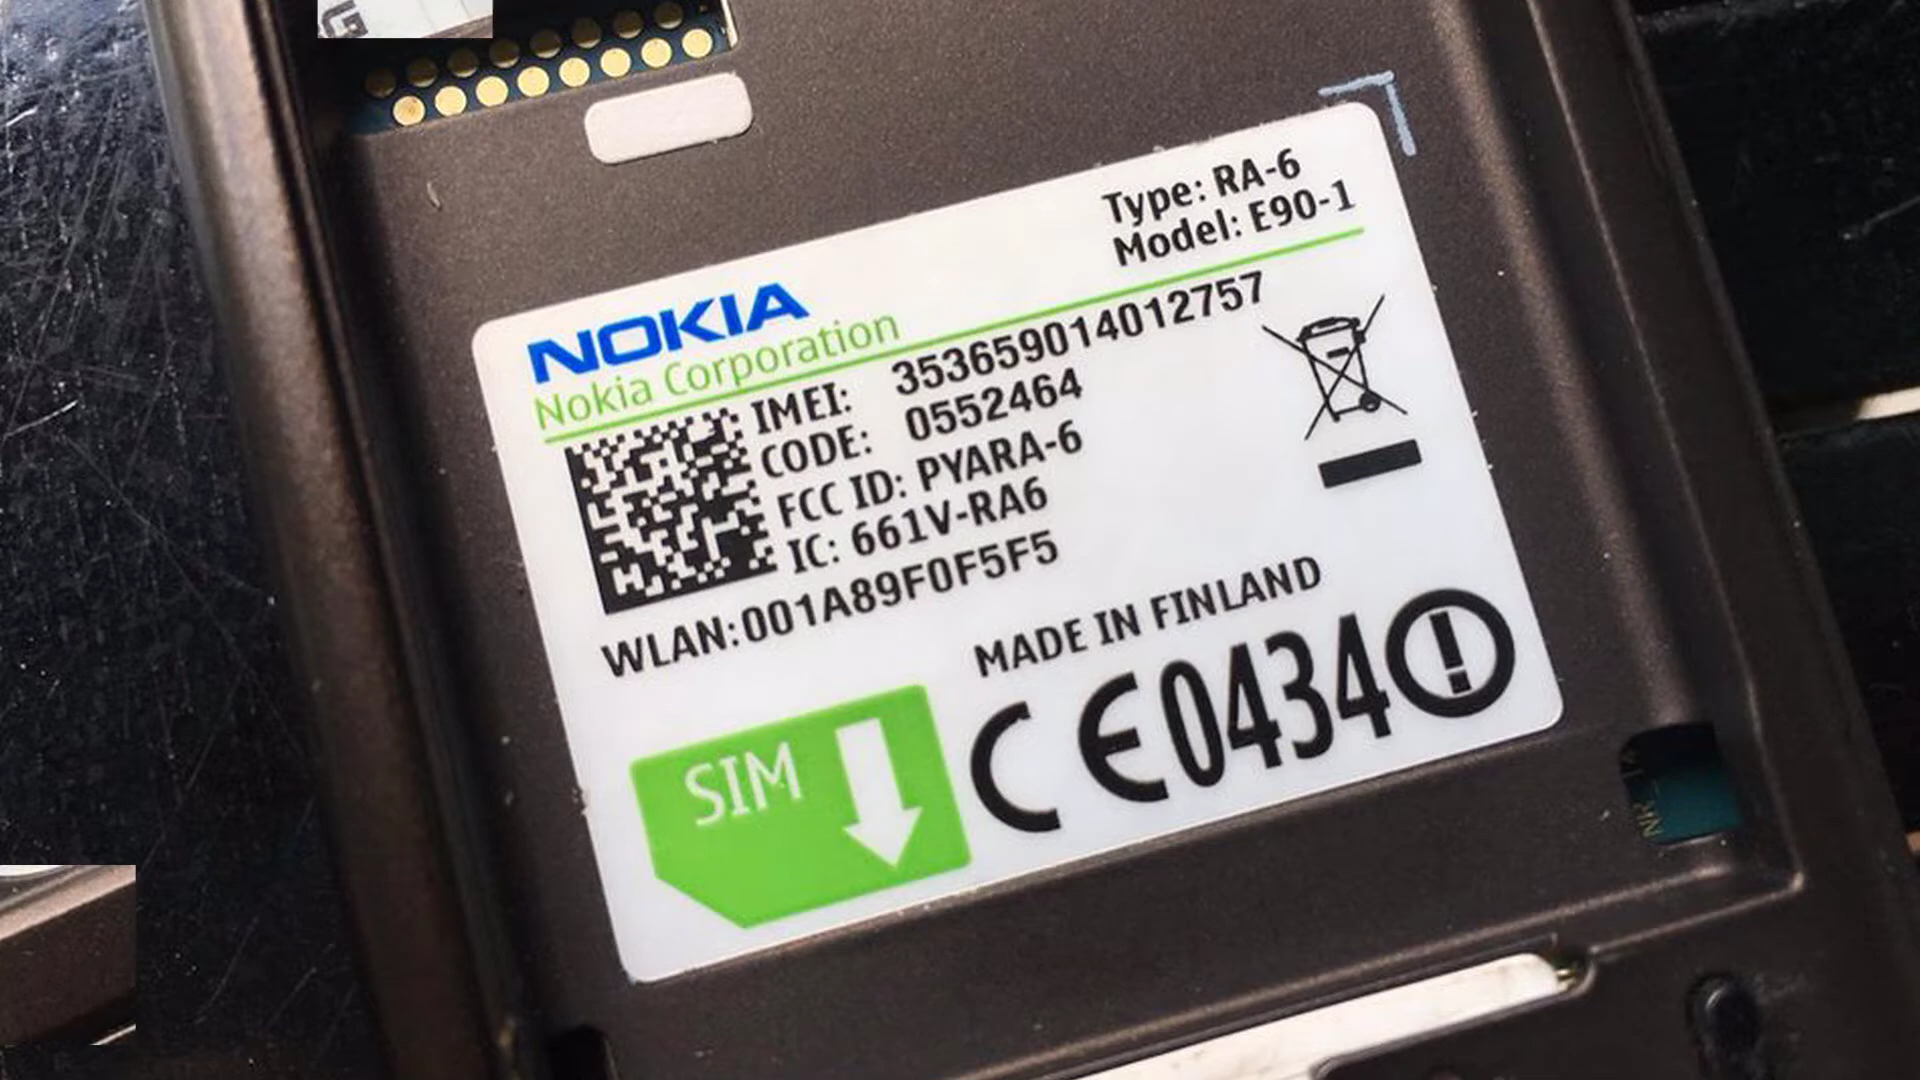 G
Type: RA-6
Model: E90-1
NOKIA
Nokia Corporation
IMEI: 353659014012757
CODE: 0552464
FCC ID: PYARA-6
IC: 661V-RA6
WLAN:001A89F0F5F5
MADE IN FINLAND
CE0434
SIM